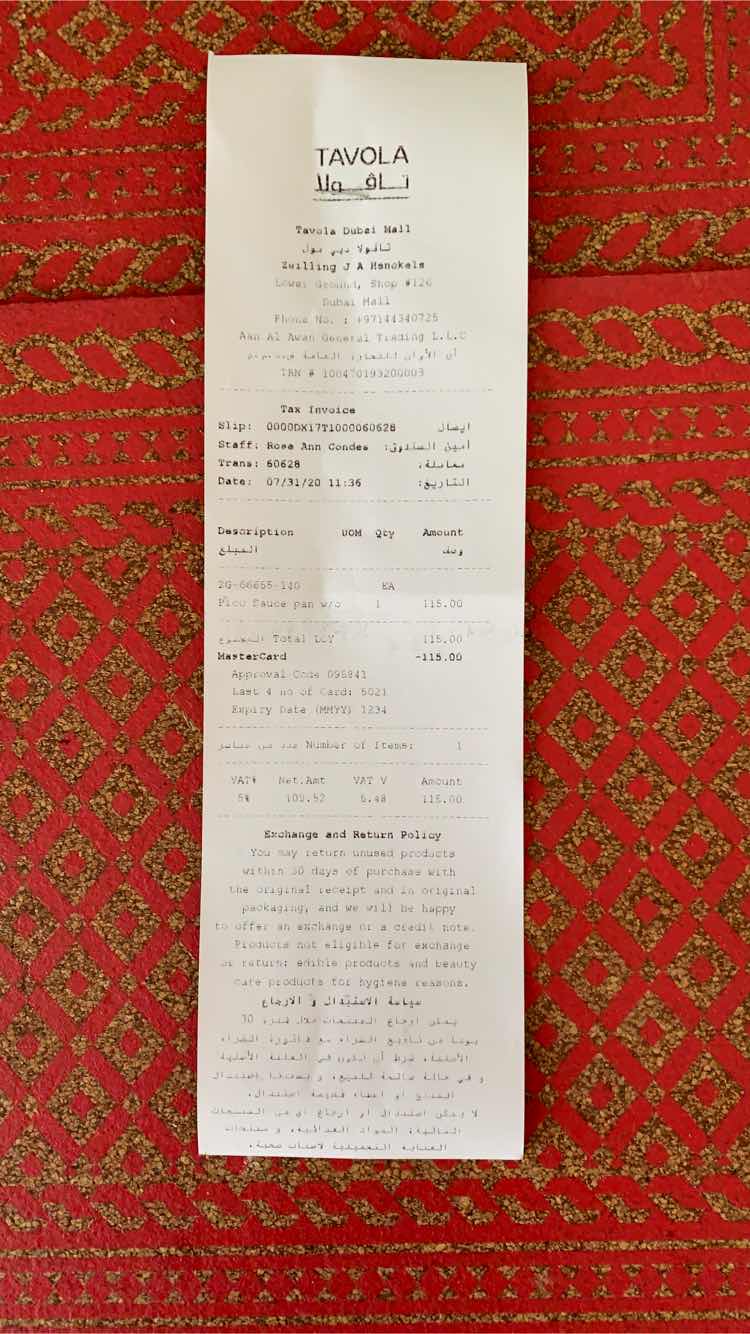 TAVOLA
تافولا
Tavola Dubai Mall
تافولا دبي مول
Zwilling J A Henckels
Lower Ground, Shop #126
Dubai Mall
Phone No. : +97144340725
Aan Al Awan General Trading L.L.C
آن الأوان للتجارة العامة
TRN # 100470193200003
Tax Invoice
Slip: 0000DX17T1000060628 ايصال
Staff: Rose Ann Condes أمين الصندوق:
Trans: 60628 معاملة:
Date: 07/31/20 11:36 التاريخ:
Description UOM Qty Amount
المبلغ وصف
ZG-66655-140 EA
Pico Sauce pan w/o 1 115.00
المجموع Total 115.00
MasterCard -115.00
Approval Code 095841
Last 4 no of Card: 5021
Expiry Date (MMYY) 1234
عدد من عناصر Number of Items: 1
VAT% Net.Amt VAT V Amount
5% 109.52 5.48 115.00
Exchange and Return Policy
You may return unused products
within 30 days of purchase with
the original receipt and in original
packaging, and we will be happy
to offer an exchange or a credit note.
Products not eligible for exchange
or return: edible products and beauty
care products for hygiene reasons.
سياسة الاستبدال و الارجاع
يمكن ارجاع المنتجات خلال فترة 30
يوما من تاريخ الشراء مع فاتورة الشراء
الأصلية، شرط أن تكون في العلبة الأصلية
و في حالة صالحة للبيع، و يسعدنا استبدال
المنتج أو اعطاء قسيمة استبدال.
لا يمكن استبدال أو ارجاع أي من المنتجات
التالية: المواد الغذائية، و منتجات
العناية التجميلية لأسباب صحية.